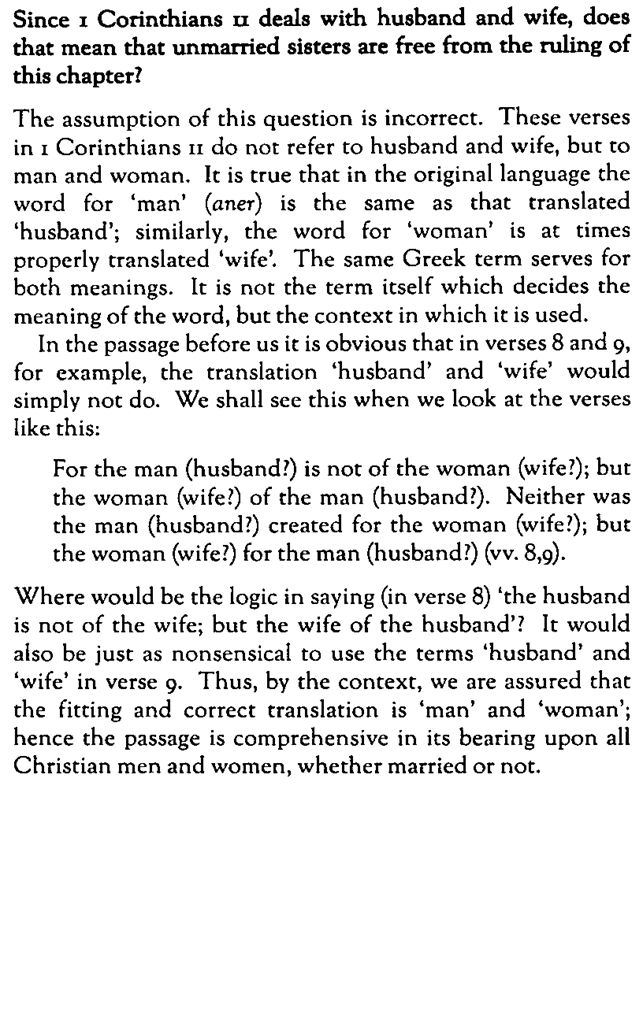 Since 1 Corinthians 11 deals with husband and wife, does
that mean that unmarried sisters are free from the ruling of
this chapter?
The assumption of this question is incorrect. These verses
in 1 Corinthians 11 do not refer to husband and wife, but to
man and woman. It is true that in the original language the
word for ‘man’ (aner) is the same as that translated
‘husband’; similarly, the word for ‘woman’ is at times
properly translated ‘wife’. The same Greek term serves for
both meanings. It is not the term itself which decides the
meaning of the word, but the context in which it is used.
In the passage before us it is obvious that in verses 8 and 9,
for example, the translation ‘husband’ and ‘wife’ would
simply not do. We shall see this when we look at the verses
like this:
For the man (husband?) is not of the woman (wife?); but
the woman (wife?) of the man (husband?). Neither was
the man (husband?) created for the woman (wife?); but
the woman (wife?) for the man (husband?) (vv. 8,9).
Where would be the logic in saying (in verse 8) ‘the husband
is not of the wife; but the wife of the husband’? It would
also be just as nonsensical to use the terms ‘husband’ and
‘wife’ in verse 9. Thus, by the context, we are assured that
the fitting and correct translation is ‘man’ and ‘woman’;
hence the passage is comprehensive in its bearing upon all
Christian men and women, whether married or not.